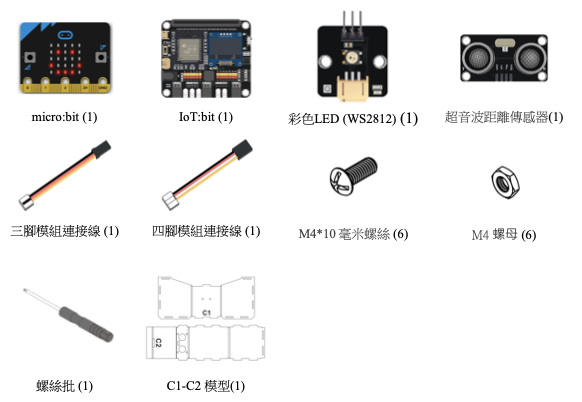 micro:bit (1)
IoT:bit (1)
彩色LED (WS2812) (1)
超音波距離傳感器(1)
三腳模組連接線 (1)
四腳模組連接線 (1)
M4*10 毫米螺絲 (6)
M4 螺母 (6)
C1
C2
螺絲批 (1)
C1-C2 模型(1)